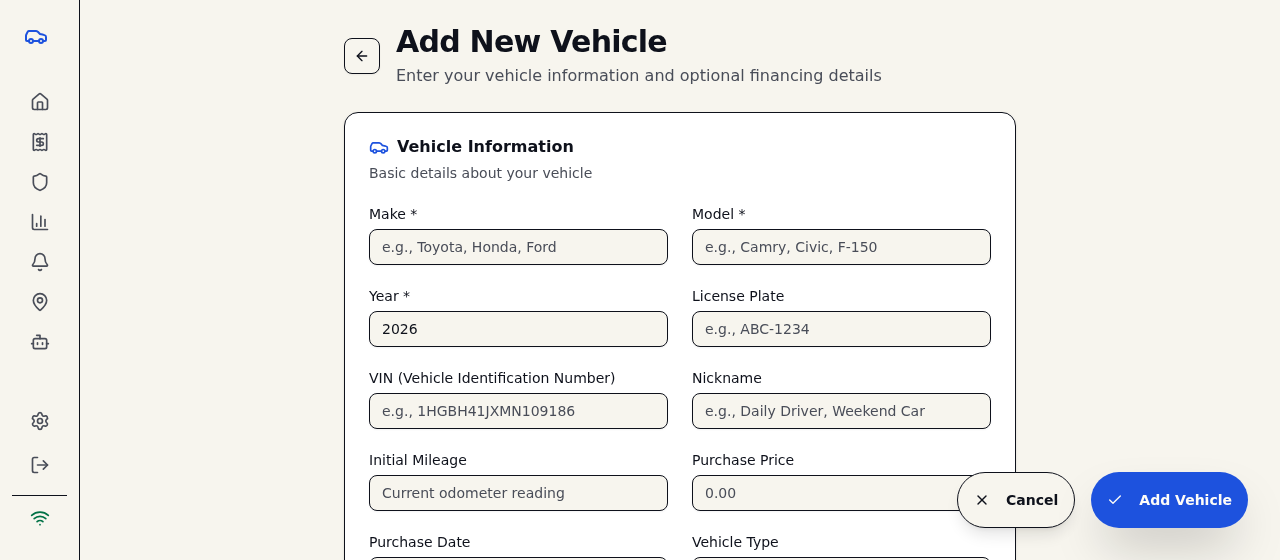 Add New Vehicle
Enter your vehicle information and optional financing details
Vehicle Information
Basic details about your vehicle
Make *
Model *
e.g., Toyota, Honda, Ford
e.g., Camry, Civic, F-150
Year *
License Plate
2026
e.g., ABC-1234
VIN (Vehicle Identification Number)
Nickname
e.g., 1HGBH41JXMN109186
e.g., Daily Driver, Weekend Car
Initial Mileage
Purchase Price
Current odometer reading
0.00
Cancel
Add Vehicle
Purchase Date
Vehicle Type